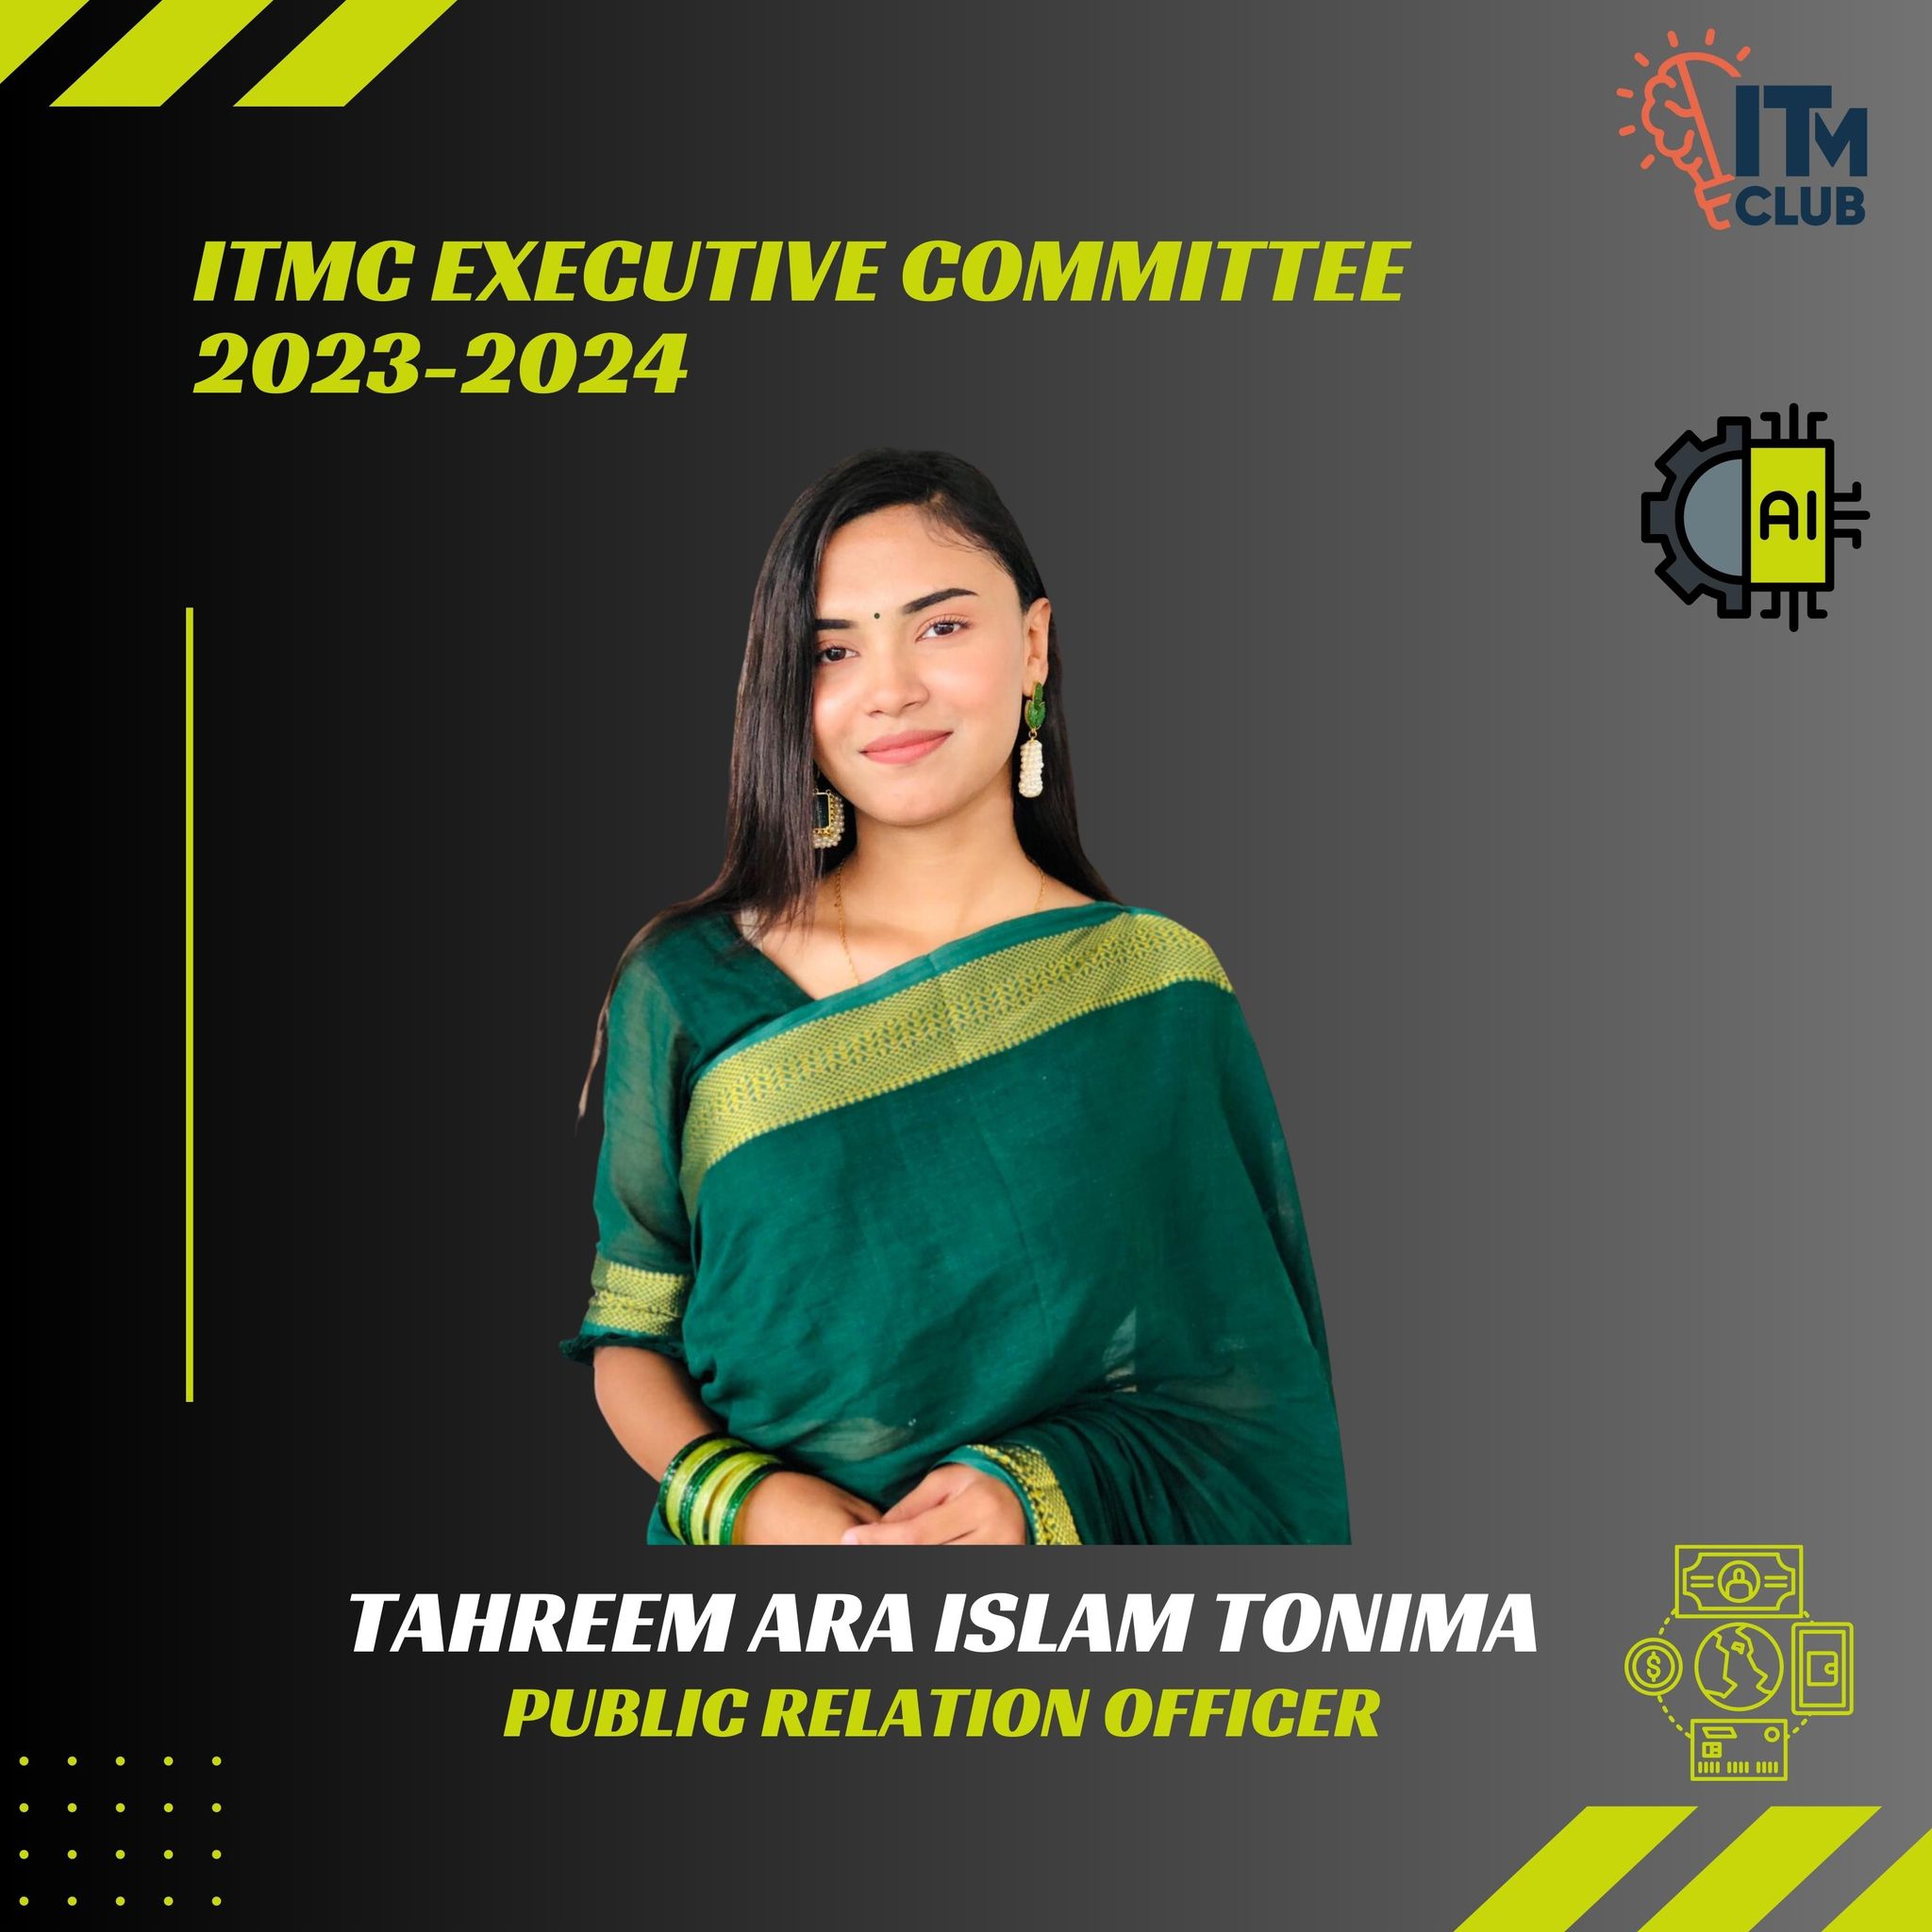 ITM
CLUB
ITMC EXECUTIVE COMMITTEE
2023-2024
AI
TAHREEM ARA ISLAM TONIMA
PUBLIC RELATION OFFICER